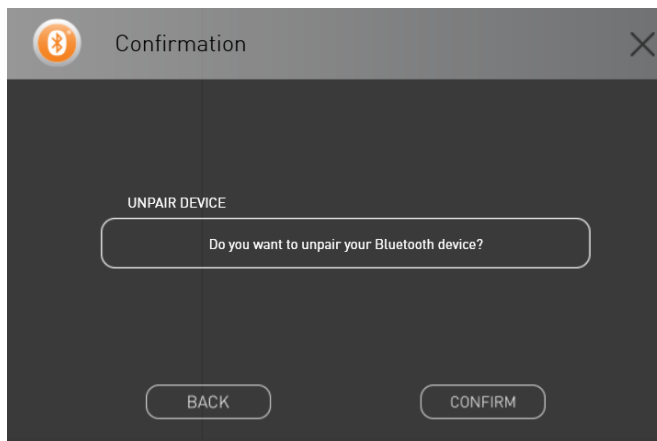 Confirmation
UNPAIR DEVICE
Do you want to unpair your Bluetooth device?
BACK
CONFIRM